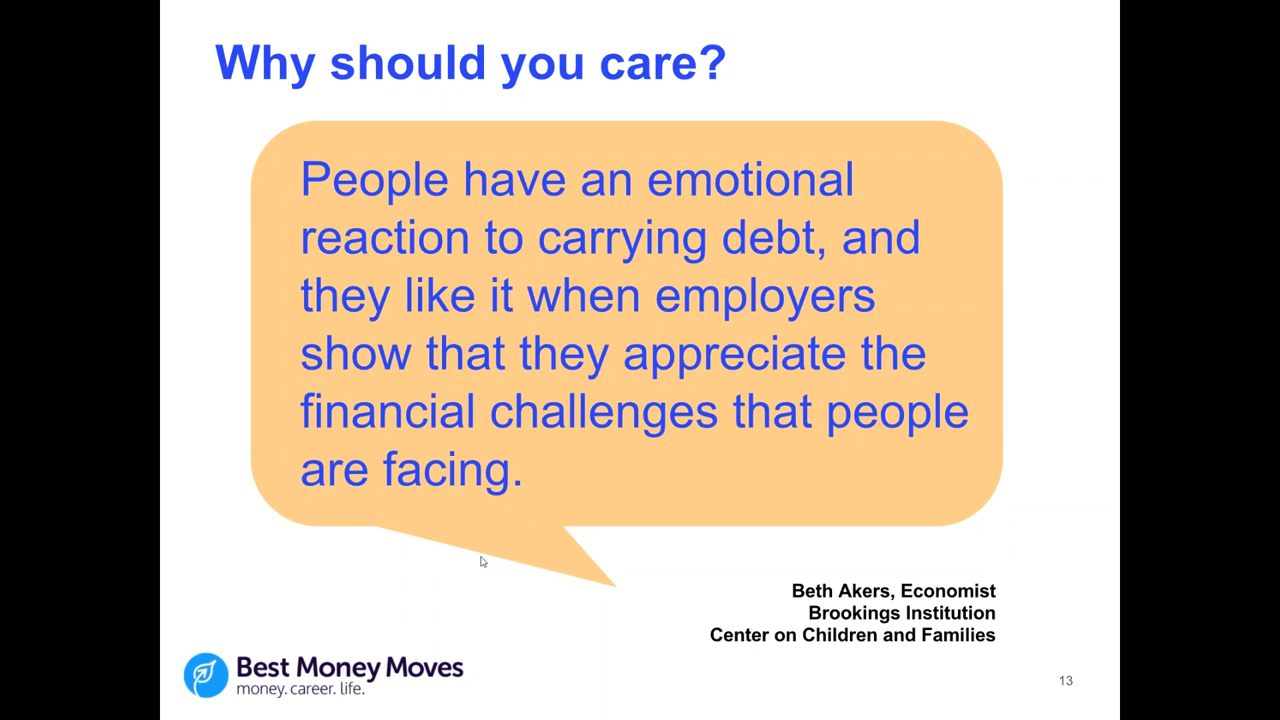 Why should you care?
People have an emotional
reaction to carrying debt, and
they like it when employers
show that they appreciate the
financial challenges that people
are facing.
Beth Akers, Economist
Brookings Institution
Center on Children and Families
Best Money Moves
money. career. life.
13